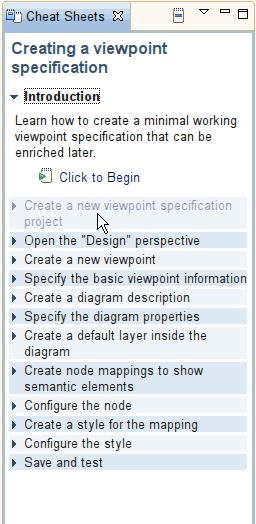 Cheat Sheets
Creating a viewpoint
specification
Introduction
Learn how to create a minimal working
viewpoint specification that can be
enriched later.
Click to Begin
Create a new viewpoint specification
project
Open the "Design" perspective
Create a new viewpoint
Specify the basic viewpoint information
Create a diagram description
Specify the diagram properties
Create a default layer inside the
diagram
Create node mappings to show
semantic elements
Configure the node
Create a style for the mapping
Configure the style
Save and test